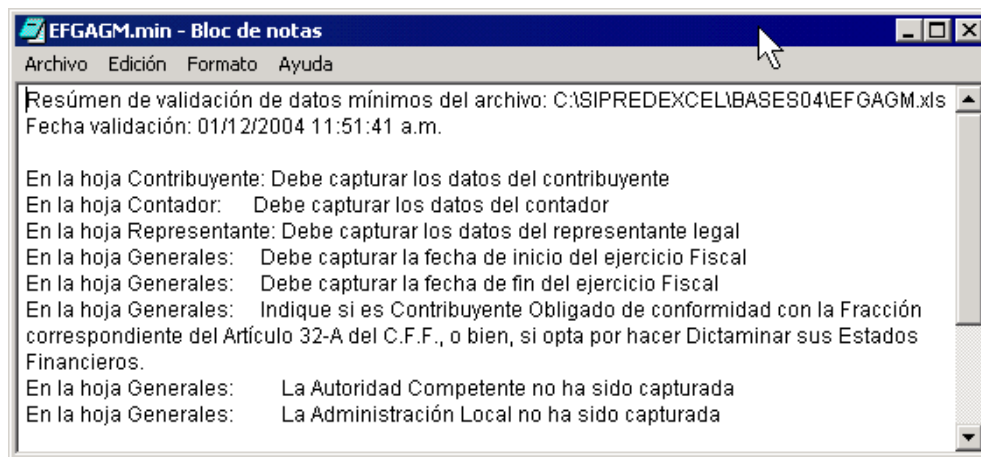 EFGAGM.min - Bloc de notas
Archivo Edición Formato Ayuda
Resúmen de validación de datos mínimos del archivo: C:\SIPREDEXCEL\BASES04\EFGAGM.xls
Fecha validación: 01/12/2004 11:51:41 a.m.
En la hoja Contribuyente: Debe capturar los datos del contribuyente
En la hoja Contador: Debe capturar los datos del contador
En la hoja Representante: Debe capturar los datos del representante legal
En la hoja Generales: Debe capturar la fecha de inicio del ejercicio Fiscal
En la hoja Generales: Debe capturar la fecha de fin del ejercicio Fiscal
En la hoja Generales: Indique si es Contribuyente Obligado de conformidad con la Fracción
correspondiente del Artículo 32-A del C.F.F., o bien, si opta por hacer Dictaminar sus Estados
Financieros.
En la hoja Generales: La Autoridad Competente no ha sido capturada
En la hoja Generales: La Administración Local no ha sido capturada